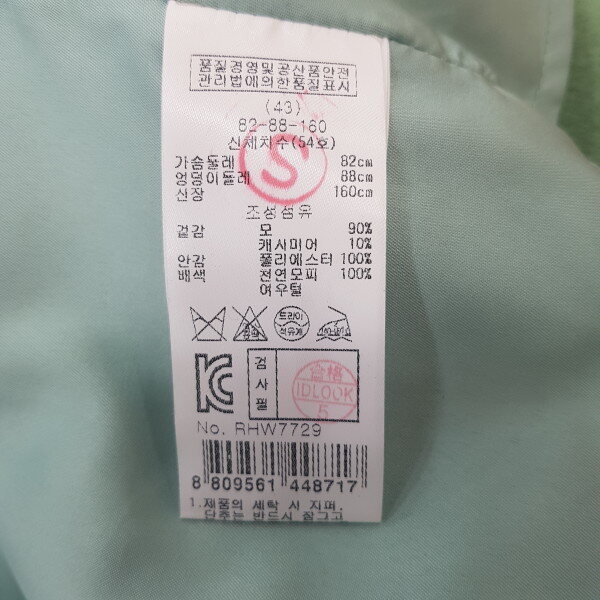 품질경영및공산품안전
관리법에의한품질표시
(43)
82-88-160
신체차수(54호)
S
가슴둘레 82cm
엉덩이둘레 88cm
신장 160cm
조성섬유
겉감 모 90%
캐시미어 10%
안감 폴리에스터 100%
배색 천연모피 100%
여우털
드라이
석유계
검사필
合格
IDLOOK
5
No. RHW7729
8 809561 448717
1.제품의 세탁 시 지퍼,
단추는 반드시 잠그고